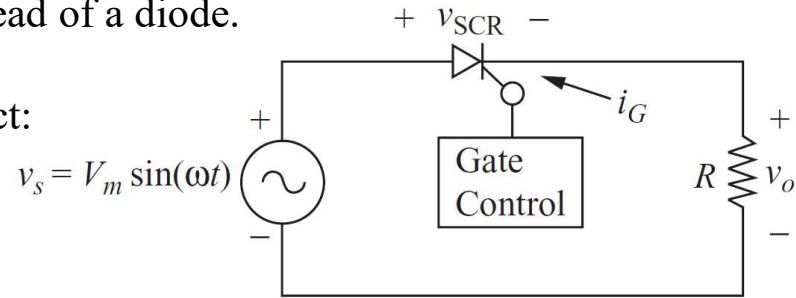 ead of a diode.
+ vSCR −
ct:
iG
+
+
vs = Vm sin(ωt)
Gate
Control
R
vo
−
−